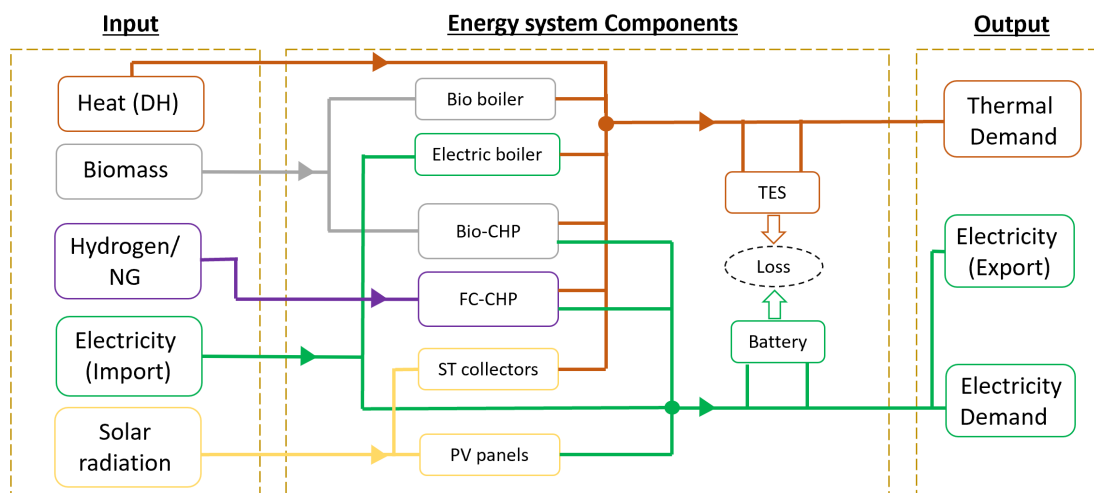 Input
Energy system Components
Output
Heat (DH)
Biomass
Hydrogen/
NG
Electricity
(Import)
Solar
radiation
Bio boiler
Electric boiler
Bio-CHP
FC-CHP
ST collectors
PV panels
TES
Loss
Battery
Thermal
Demand
Electricity
(Export)
Electricity
Demand